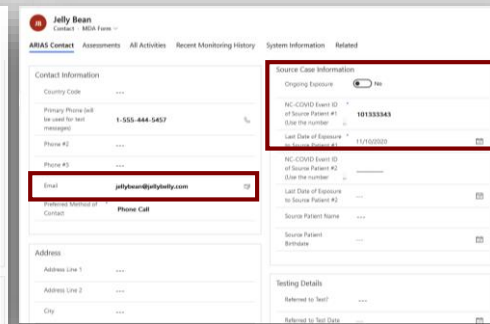 JB
Jelly Bean
Contact · MDA Form
ARIAS Contact Assessments All Activities Recent Monitoring History System Information Related
Contact Information
Country Code ---
Primary Phone (will
be used for text
messages)
1-555-444-5457
Phone #2 ---
Phone #3 ---
Email jellybean@jellybelly.com
Preferred Method of
Contact
Phone Call
Address
Address Line 1 ---
Address Line 2 ---
City ---
Source Case Information
Ongoing Exposure No
NC-COVID Event ID *
of Source Patient #1
(Use the number
101333343
Last Date of Exposure *
to Source Patient #1
11/10/2020
NC-COVID Event ID
of Source Patient #2
(Use the number
Last Date of Exposure
to Source Patient #2
---
Source Patient Name ---
Source Patient
Birthdate
---
Testing Details
Referred to Test? ---
Referred to Test Date ---